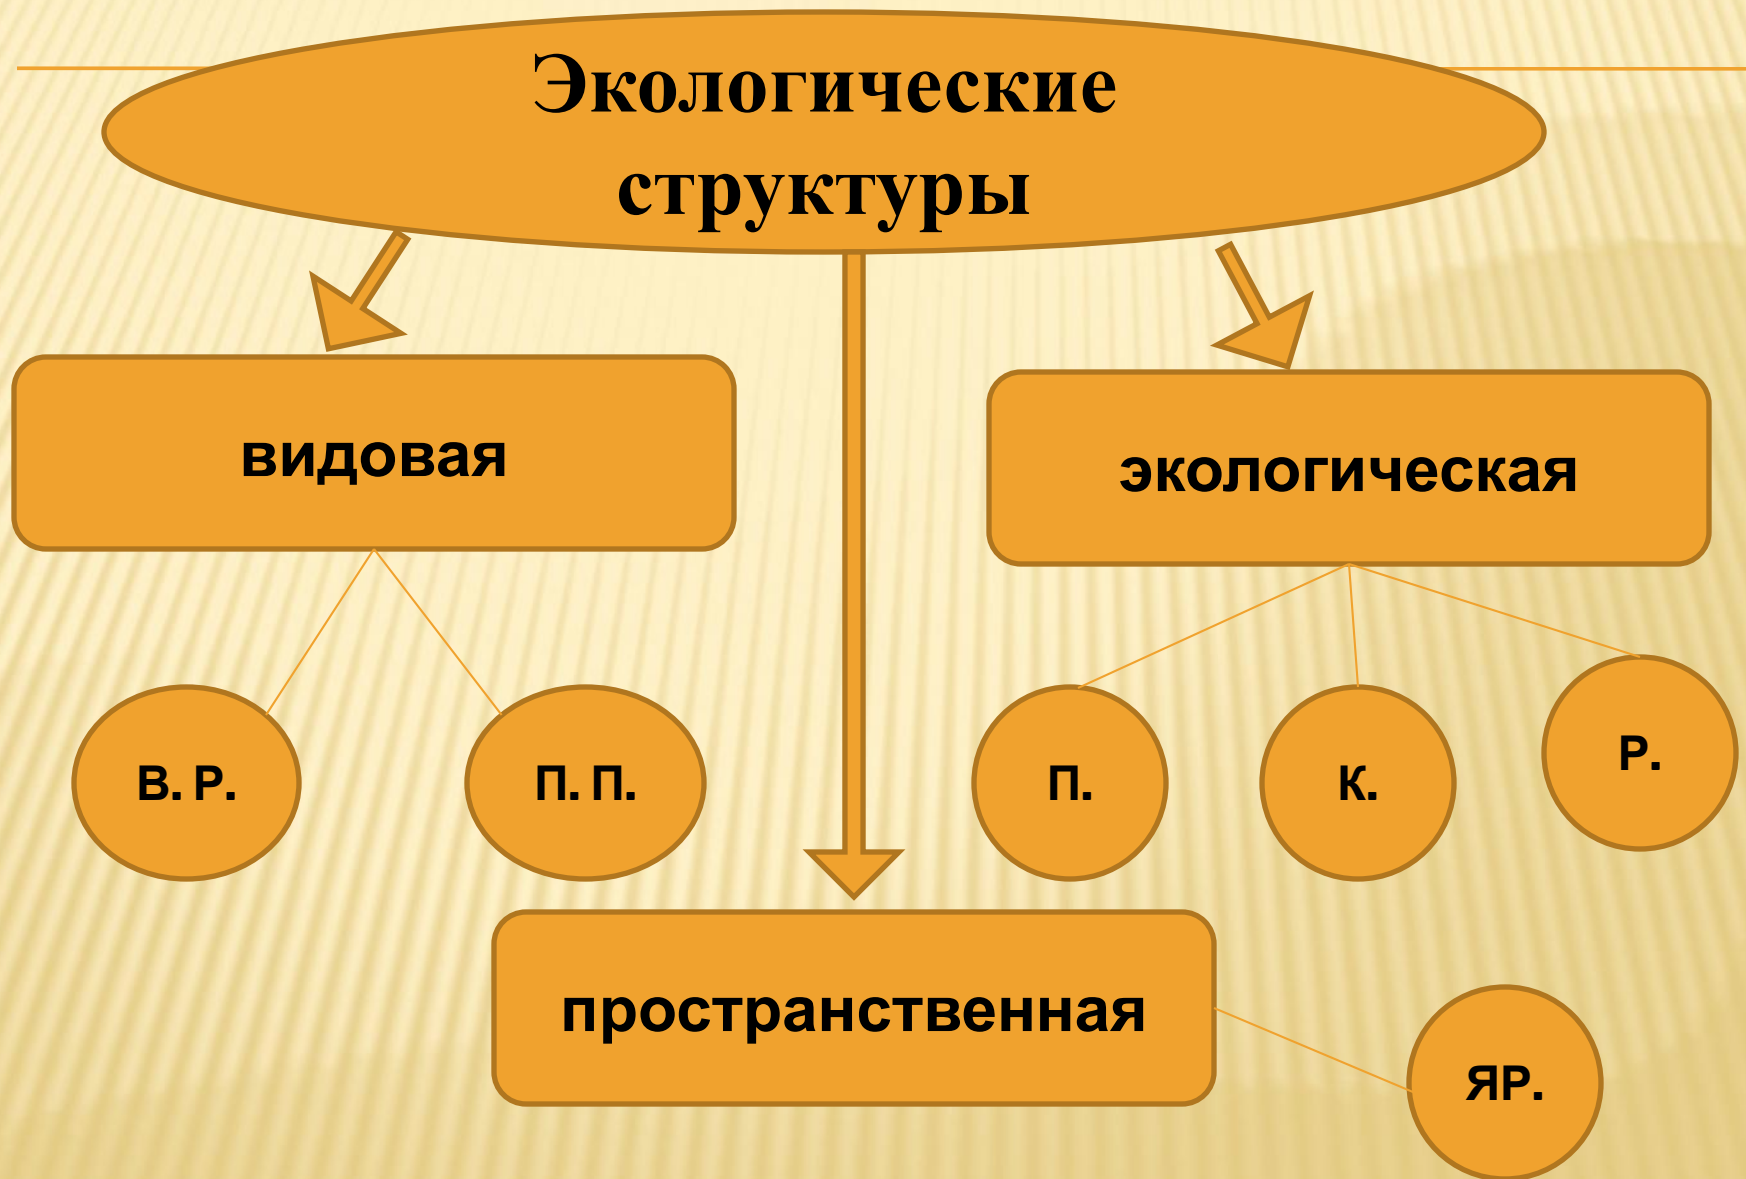 Экологические
структуры
видовая
экологическая
В. Р.
П. П.
П.
К.
Р.
пространственная
ЯР.